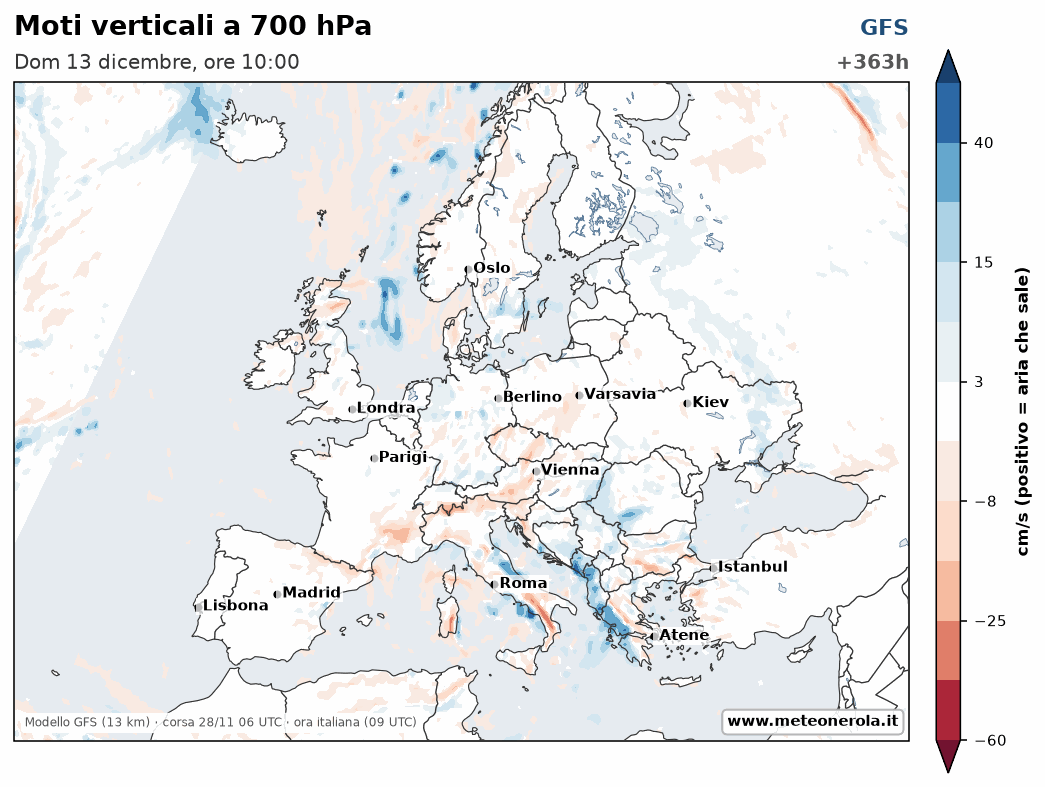 Moti verticali a 700 hPa
GFS
Dom 13 dicembre, ore 10:00
+363h
40
15
3
−8
−25
−60
cm/s (positivo = aria che sale)
Oslo
Berlino
Varsavia
Kiev
Londra
Parigi
Vienna
Istanbul
Roma
Madrid
Lisbona
Atene
Modello GFS (13 km) · corsa 28/11 06 UTC · ora italiana (09 UTC)
www.meteonerola.it